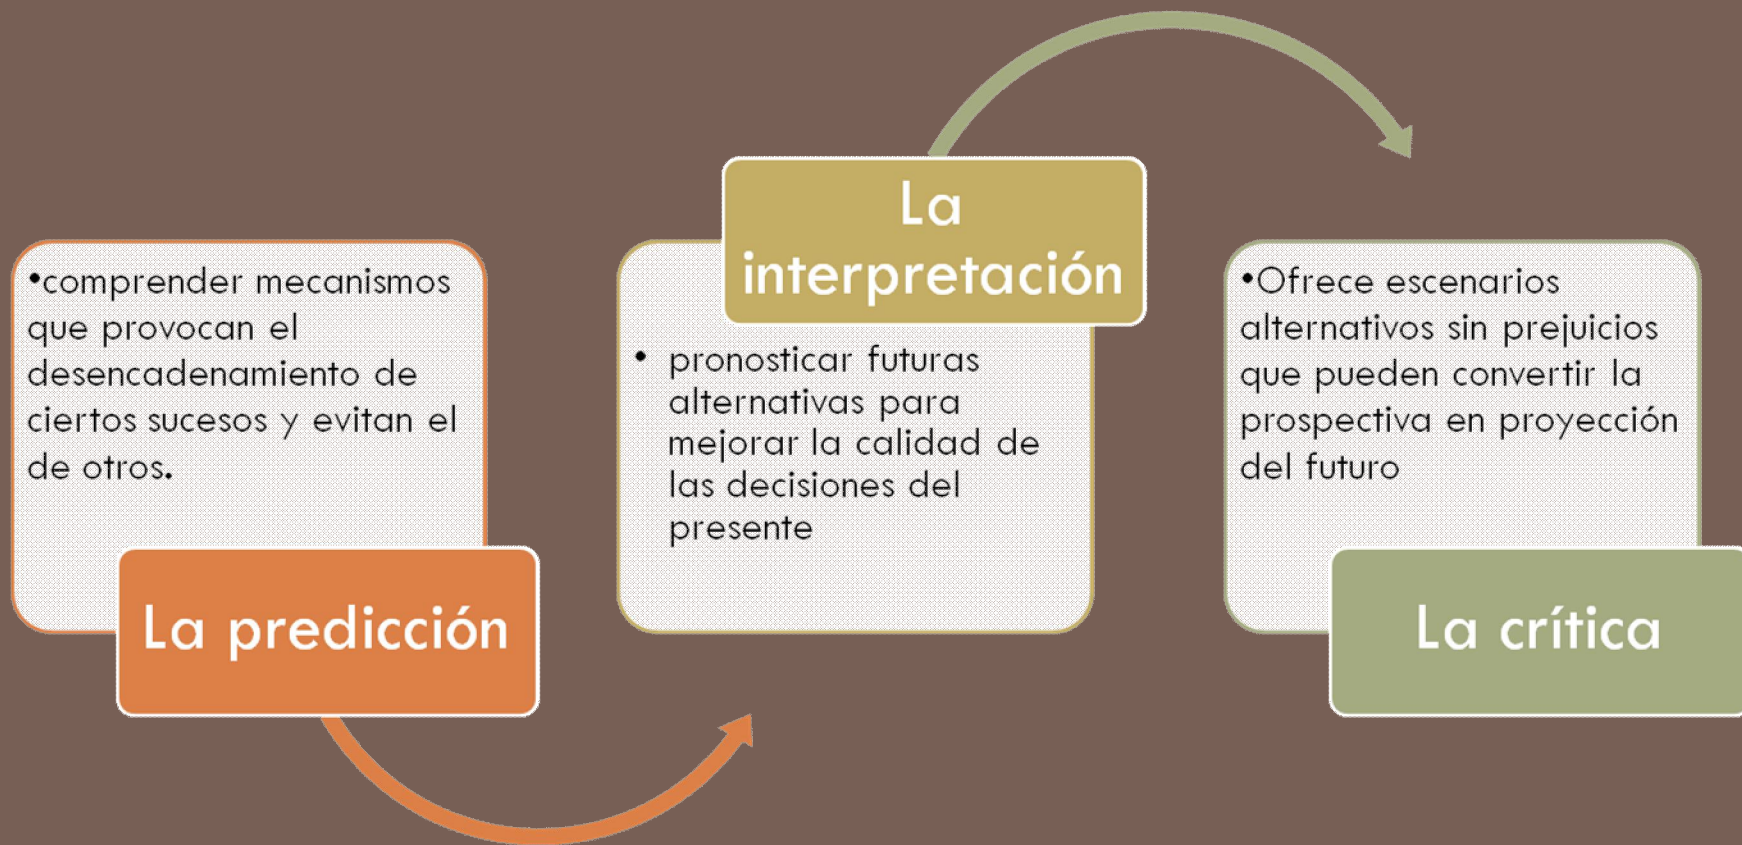 •comprender mecanismos
que provocan el
desencadenamiento de
ciertos sucesos y evitan el
de otros.
La predicción
La
interpretación
• pronosticar futuras
alternativas para
mejorar la calidad de
las decisiones del
presente
•Ofrece escenarios
alternativos sin prejuicios
que pueden convertir la
prospectiva en proyección
del futuro
La crítica